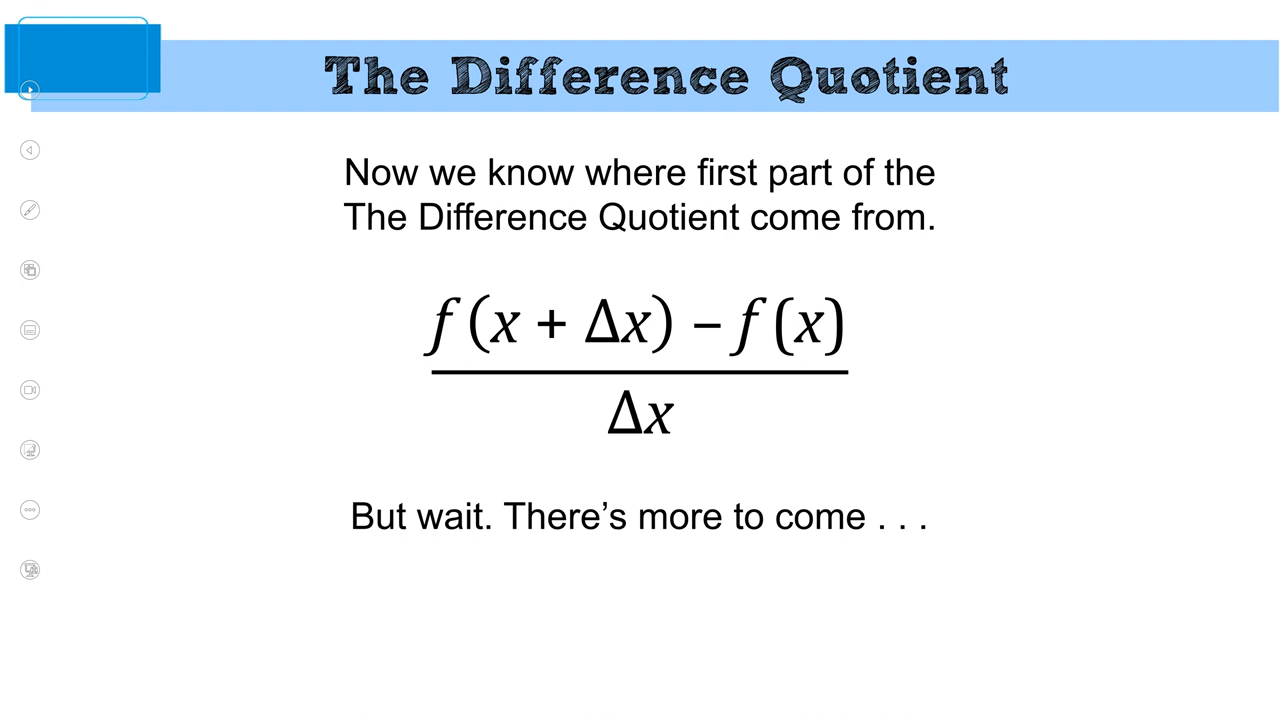 The Difference Quotient
Now we know where first part of the
The Difference Quotient come from.
f(x + Δx) – f(x)
Δx
But wait. There’s more to come . . .